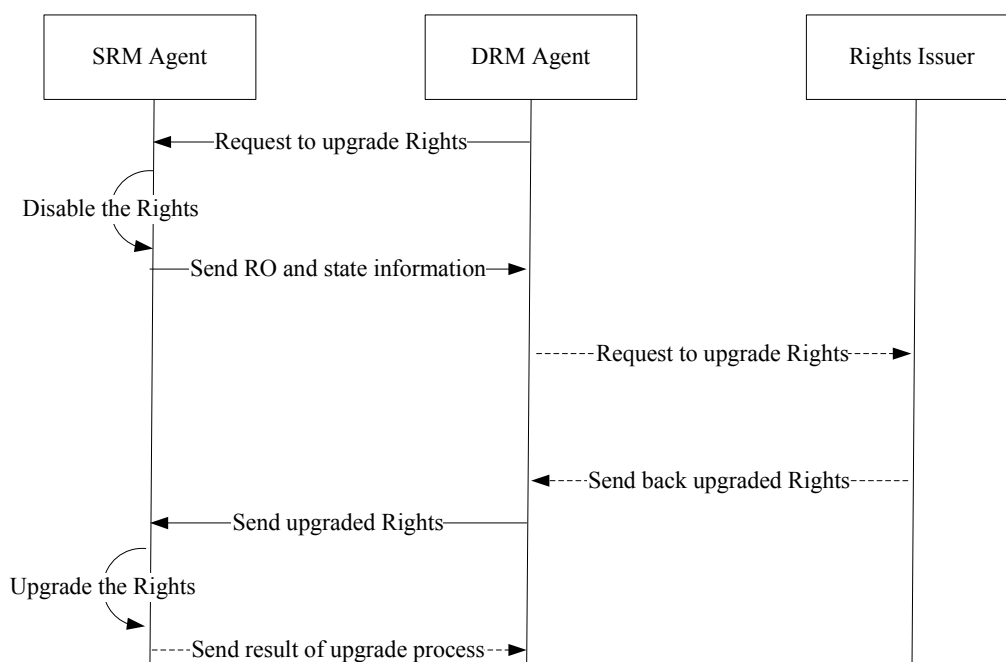 SRM Agent
DRM Agent
Rights Issuer
Request to upgrade Rights
Disable the Rights
Send RO and state information
Request to upgrade Rights
Send back upgraded Rights
Send upgraded Rights
Upgrade the Rights
Send result of upgrade process